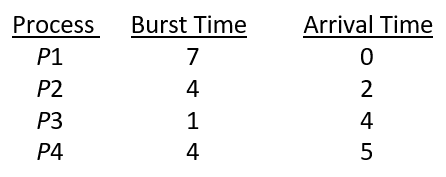 Process Burst Time Arrival Time
P1 7 0
P2 4 2
P3 1 4
P4 4 5